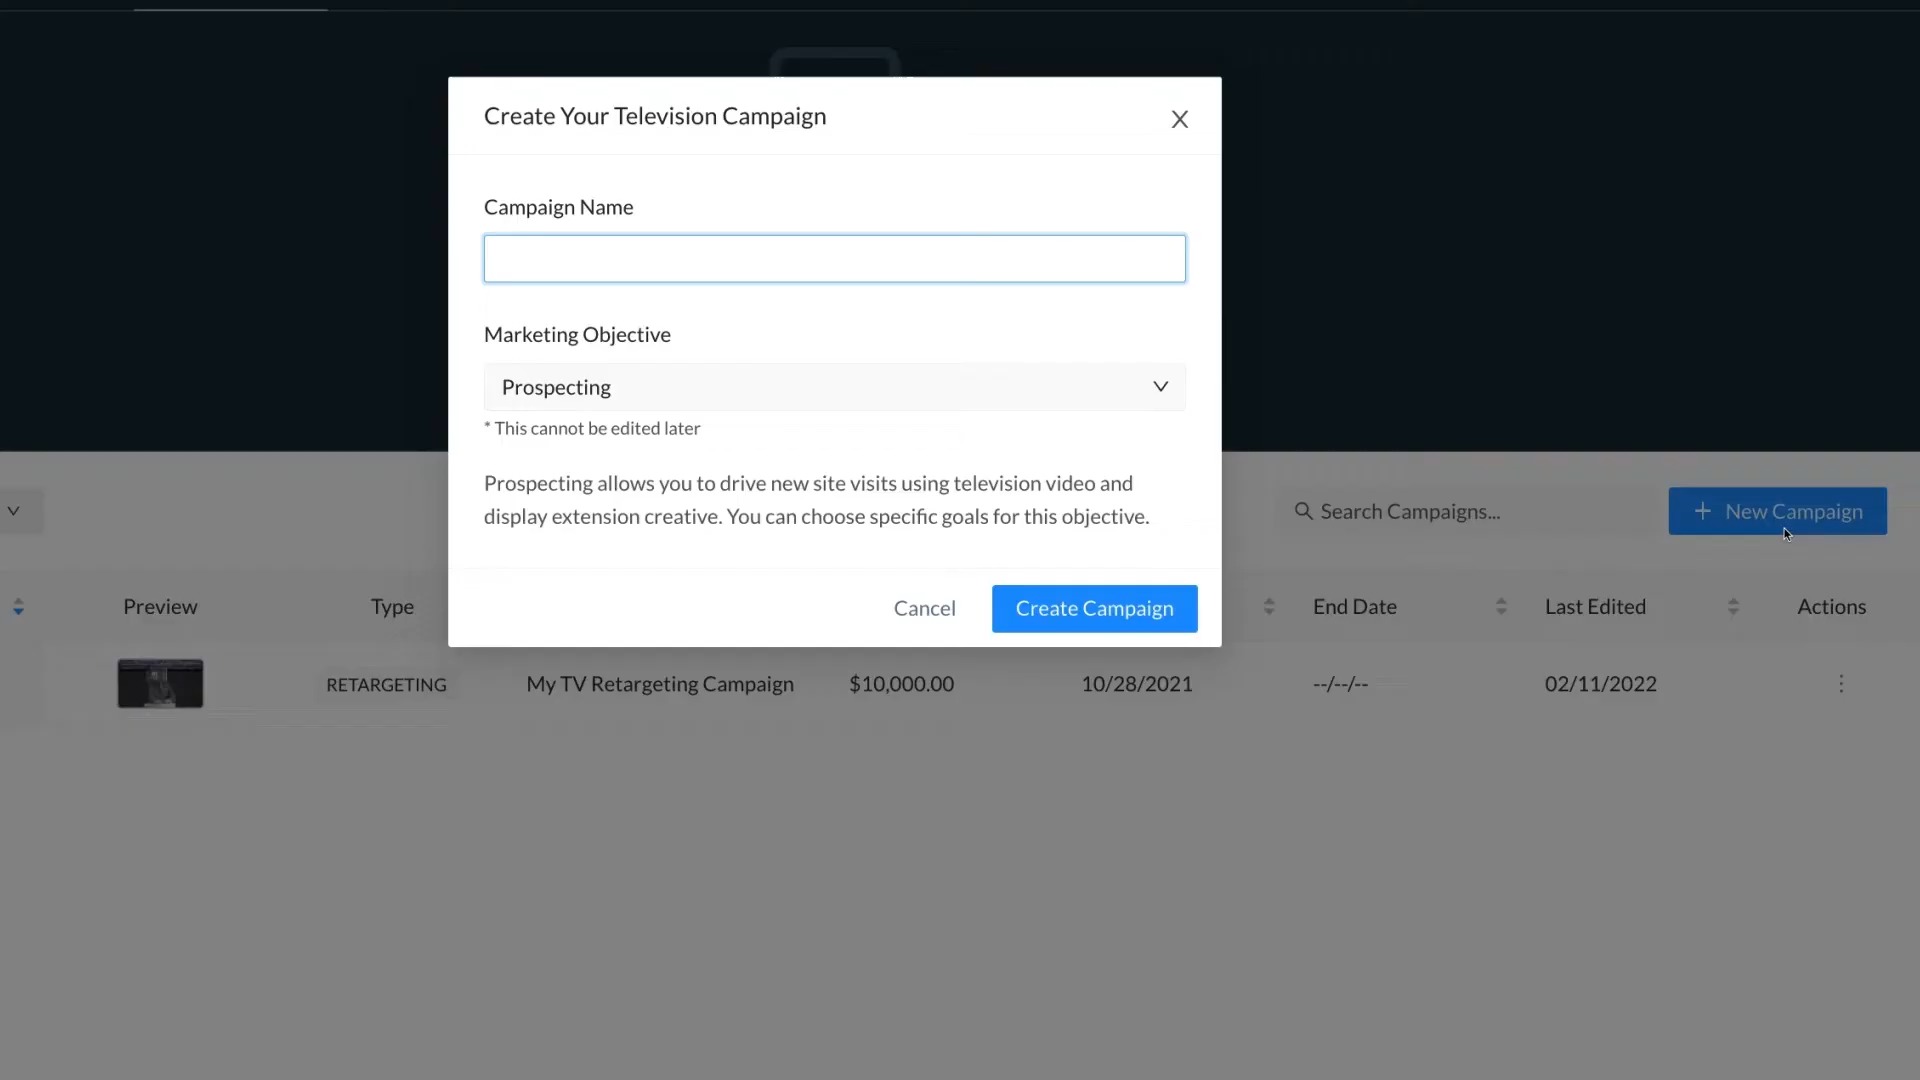 Create Your Television Campaign
Campaign Name
Marketing Objective
Prospecting
* This cannot be edited later
Prospecting allows you to drive new site visits using television video and
display extension creative. You can choose specific goals for this objective.
Cancel
Create Campaign
Search Campaigns...
New Campaign
Preview
Type
End Date
Last Edited
Actions
RETARGETING
My TV Retargeting Campaign
$10,000.00
10/28/2021
--/--/--
02/11/2022